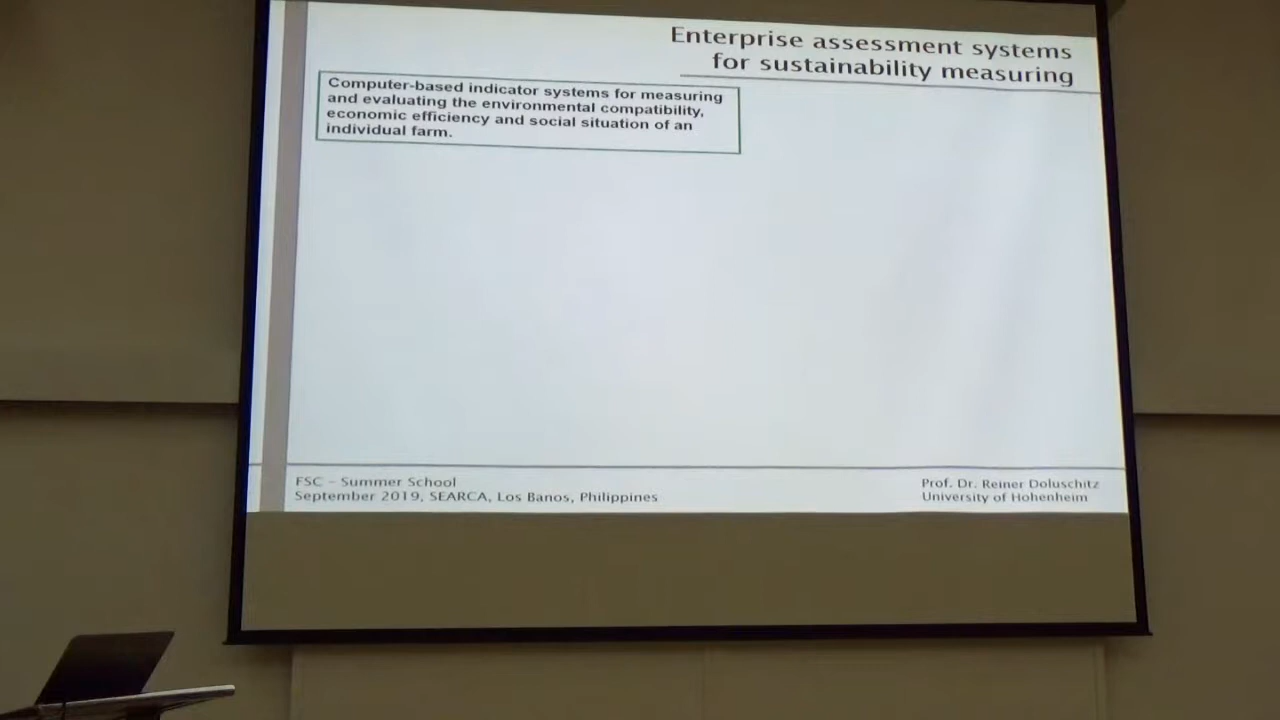 Enterprise assessment systems
for sustainability measuring
Computer-based indicator systems for measuring
and evaluating the environmental compatibility,
economic efficiency and social situation of an
individual farm.
FSC – Summer School
September 2019, SEARCA, Los Banos, Philippines
Prof. Dr. Reiner Doluschitz
University of Hohenheim